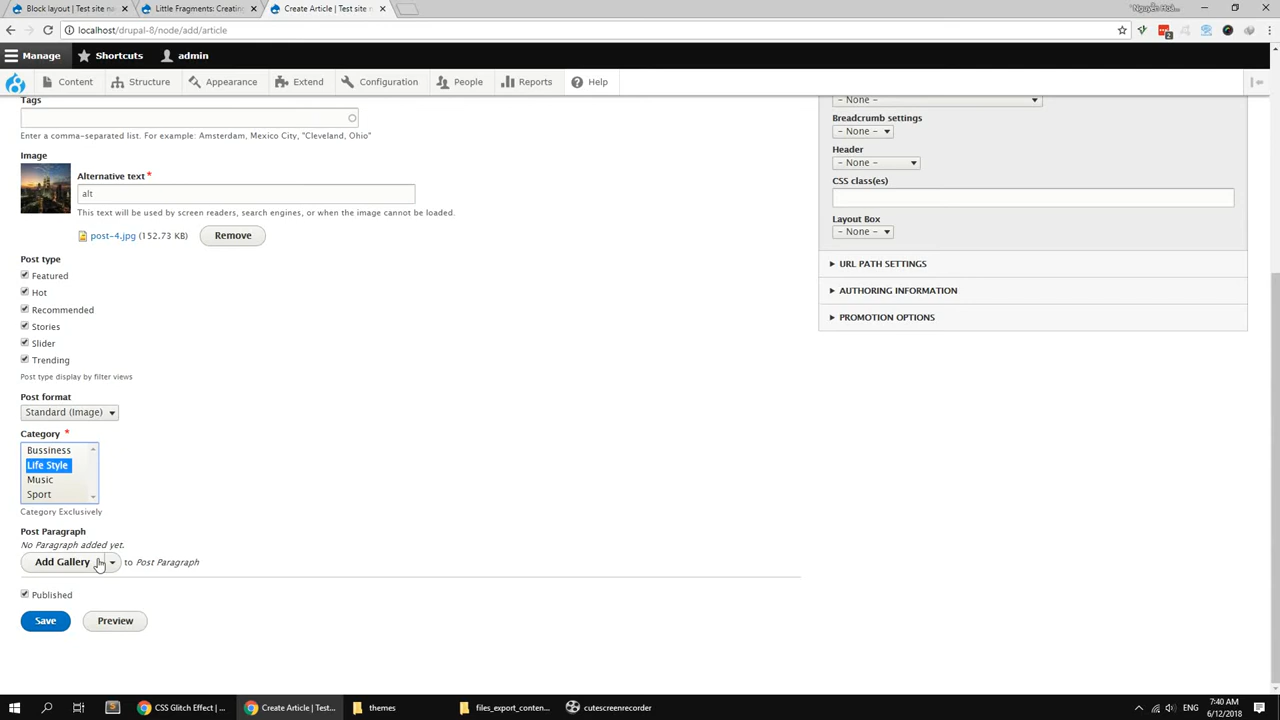 Block layout | Test site na
Little Fragments: Creatin
Create Article | Test site n
localhost/drupal-8/node/add/article
2
Manage
Shortcuts
admin
Content
Structure
Appearance
Extend
Configuration
People
Reports
Help
Tags
Enter a comma-separated list. For example: Amsterdam, Mexico City, "Cleveland, Ohio"
Image
Alternative text *
alt
This text will be used by screen readers, search engines, or when the image cannot be loaded.
post-4.jpg (152.73 KB)
Remove
Post type
Featured
Hot
Recommended
Stories
Slider
Trending
Post type display by filter views
Post format
Standard (Image)
Category *
Bussiness
Life Style
Music
Sport
Category Exclusively
Post Paragraph
No Paragraph added yet.
Add Gallery
to Post Paragraph
Published
Save
Preview
- None -
Breadcrumb settings
- None -
Header
- None -
CSS class(es)
Layout Box
- None -
URL PATH SETTINGS
AUTHORING INFORMATION
PROMOTION OPTIONS
CSS Glitch Effect | ...
Create Article | Test...
themes
files_export_conten...
cutescreenrecorder
ENG
7:40 AM
6/12/2018